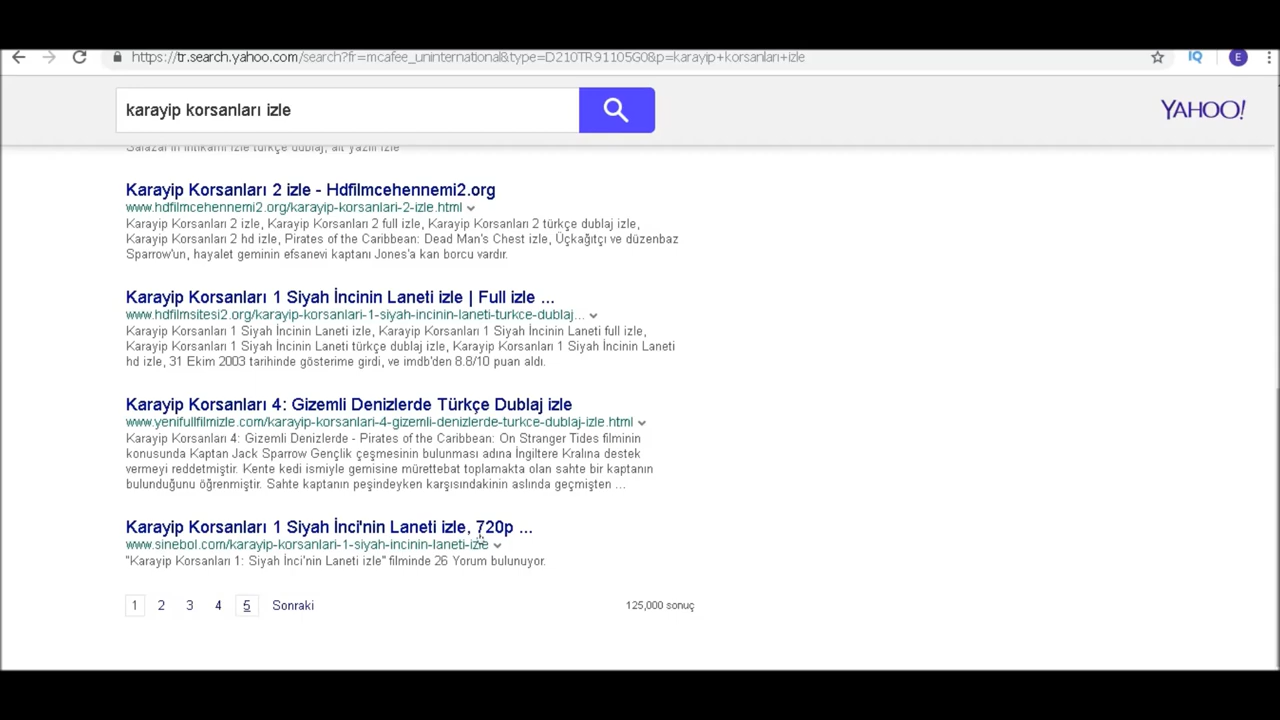 https://tr.search.yahoo.com/search?fr=mcafee_uninternational&type=D210TR91105G0&p=karayip+korsanları+izle
IQ
E
karayip korsanları izle
YAHOO!
Salazar'ın İntikamı izle türkçe dublaj, alt yazılı izle
Karayip Korsanları 2 izle - Hdfilmcehennemi2.org
www.hdfilmcehennemi2.org/karayip-korsanlari-2-izle.html
Karayip Korsanları 2 izle, Karayip Korsanları 2 full izle, Karayip Korsanları 2 türkçe dublaj izle,
Karayip Korsanları 2 hd izle, Pirates of the Caribbean: Dead Man's Chest izle, Üçkağıtçı ve düzenbaz
Sparrow'un, hayalet geminin efsanevi kaptanı Jones'a kan borcu vardır.
Karayip Korsanları 1 Siyah İncinin Laneti izle | Full izle ...
www.hdfilmsitesi2.org/karayip-korsanlari-1-siyah-incinin-laneti-turkce-dublaj...
Karayip Korsanları 1 Siyah İncinin Laneti izle, Karayip Korsanları 1 Siyah İncinin Laneti full izle,
Karayip Korsanları 1 Siyah İncinin Laneti türkçe dublaj izle, Karayip Korsanları 1 Siyah İncinin Laneti
hd izle, 31 Ekim 2003 tarihinde gösterime girdi, ve imdb'den 8.8/10 puan aldı.
Karayip Korsanları 4: Gizemli Denizlerde Türkçe Dublaj izle
www.yenifullfilmizle.com/karayip-korsanlari-4-gizemli-denizlerde-turkce-dublaj-izle.html
Karayip Korsanları 4: Gizemli Denizlerde - Pirates of the Caribbean: On Stranger Tides filminin
konusunda Kaptan Jack Sparrow Gençlik çeşmesinin bulunması adına İngiltere Kralına destek
vermeyi reddetmiştir. Kente kedi ismiyle gemisine mürettebat toplamakta olan sahte bir kaptanın
bulunduğunu öğrenmiştir. Sahte kaptanın peşindeyken karşısındakinin aslında geçmişten ...
Karayip Korsanları 1 Siyah İnci'nin Laneti izle, 720p ...
www.sinebol.com/karayip-korsanlari-1-siyah-incinin-laneti-izle
"Karayip Korsanları 1: Siyah İnci'nin Laneti izle" filminde 26 Yorum bulunuyor.
1 2 3 4 5 Sonraki
125,000 sonuç